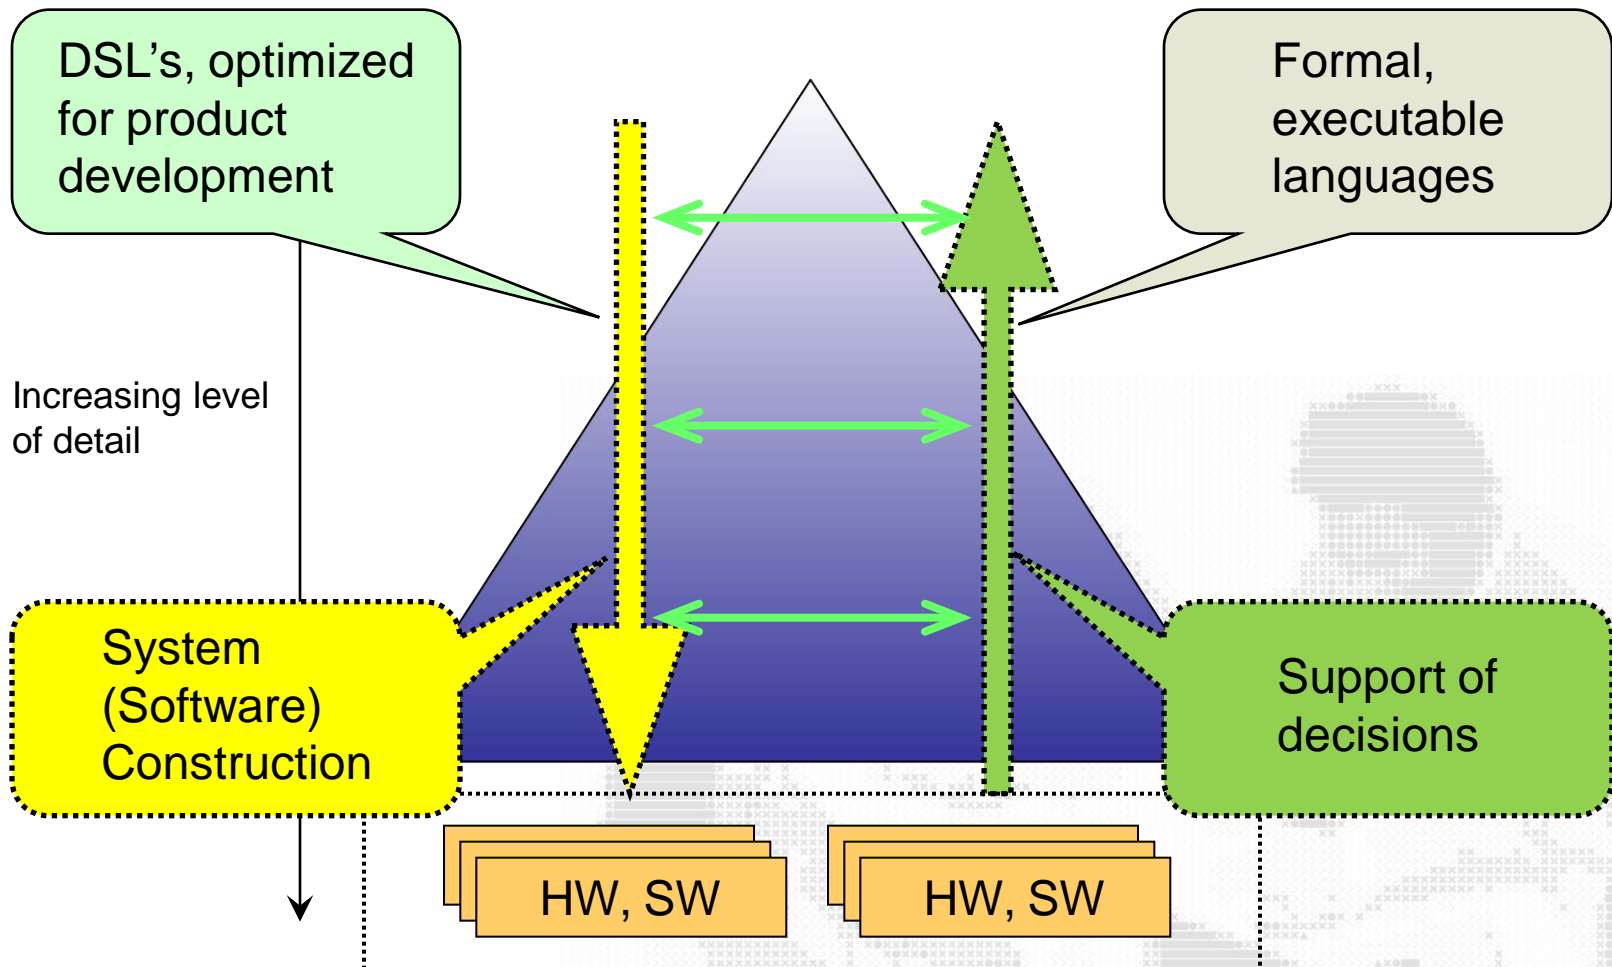 DSL’s, optimized
for product
development
Formal,
executable
languages
Increasing level
of detail
System
(Software)
Construction
Support of
decisions
HW, SW
HW, SW